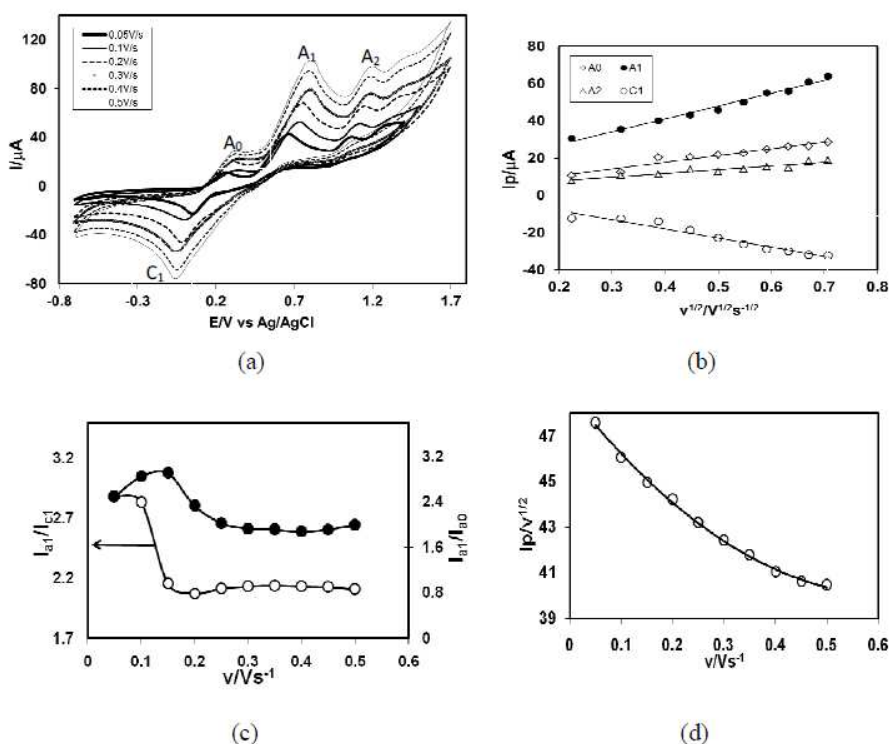 120
80
40
0
-40
-80
I/µA
0.05V/s
0.1V/s
0.2V/s
0.3V/s
0.4V/s
0.5V/s
A0
A1
A2
C1
-0.8
-0.3
0.2
0.7
1.2
1.7
E/V vs Ag/AgCl
(a)
80
60
40
20
0
-20
-40
Ip/µA
A0
A1
A2
C1
0.2
0.3
0.4
0.5
0.6
0.7
0.8
v1/2/V1/2s-1/2
(b)
3.2
2.7
2.2
1.7
Ia1/Ic1
3.2
2.4
1.6
0.8
0
Ia1/Ia0
0
0.1
0.2
0.3
0.4
0.5
0.6
v/Vs-1
(c)
47
45
43
41
39
Ip/v1/2
0
0.1
0.2
0.3
0.4
0.5
0.6
v/Vs-1
(d)